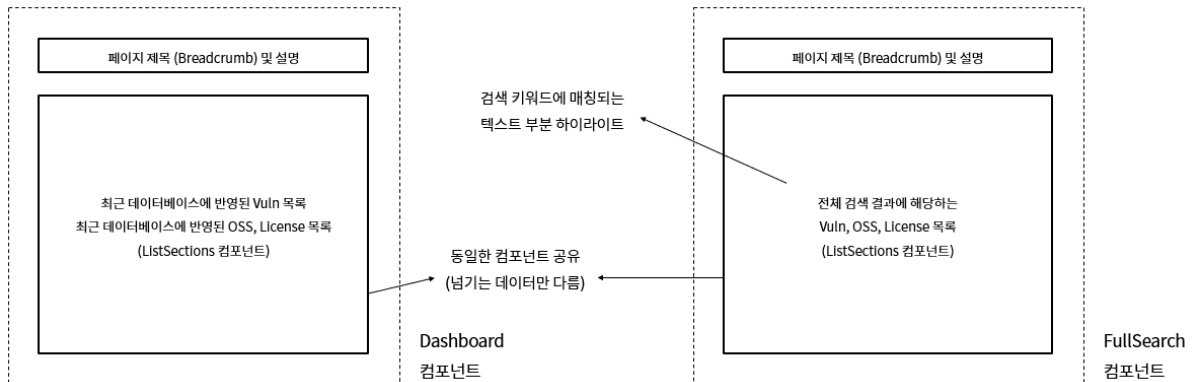 페이지 제목 (Breadcrumb) 및 설명
최근 데이터베이스에 반영된 Vuln 목록
최근 데이터베이스에 반영된 OSS, License 목록
(ListSections 컴포넌트)
Dashboard
컴포넌트
검색 키워드에 매칭되는
텍스트 부분 하이라이트
동일한 컴포넌트 공유
(넘기는 데이터만 다름)
페이지 제목 (Breadcrumb) 및 설명
전체 검색 결과에 해당하는
Vuln, OSS, License 목록
(ListSections 컴포넌트)
FullSearch
컴포넌트